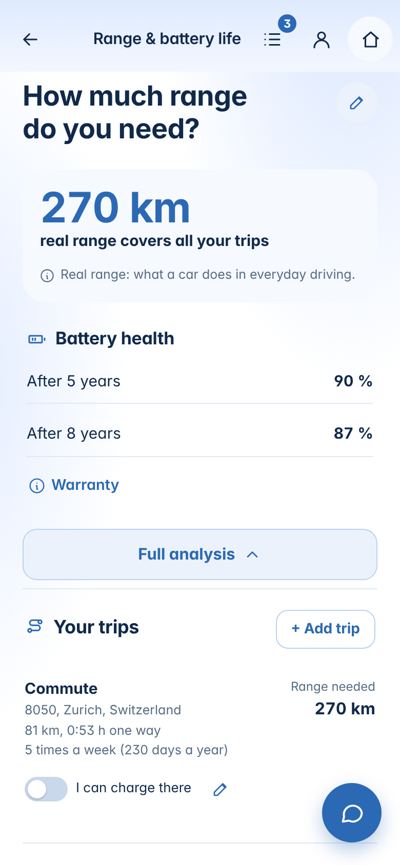 Range & battery life
3
How much range
do you need?
270 km
real range covers all your trips
Real range: what a car does in everyday driving.
Battery health
After 5 years 90 %
After 8 years 87 %
Warranty
Full analysis
Your trips
+ Add trip
Commute
Range needed
8050, Zurich, Switzerland
270 km
81 km, 0:53 h one way
5 times a week (230 days a year)
I can charge there